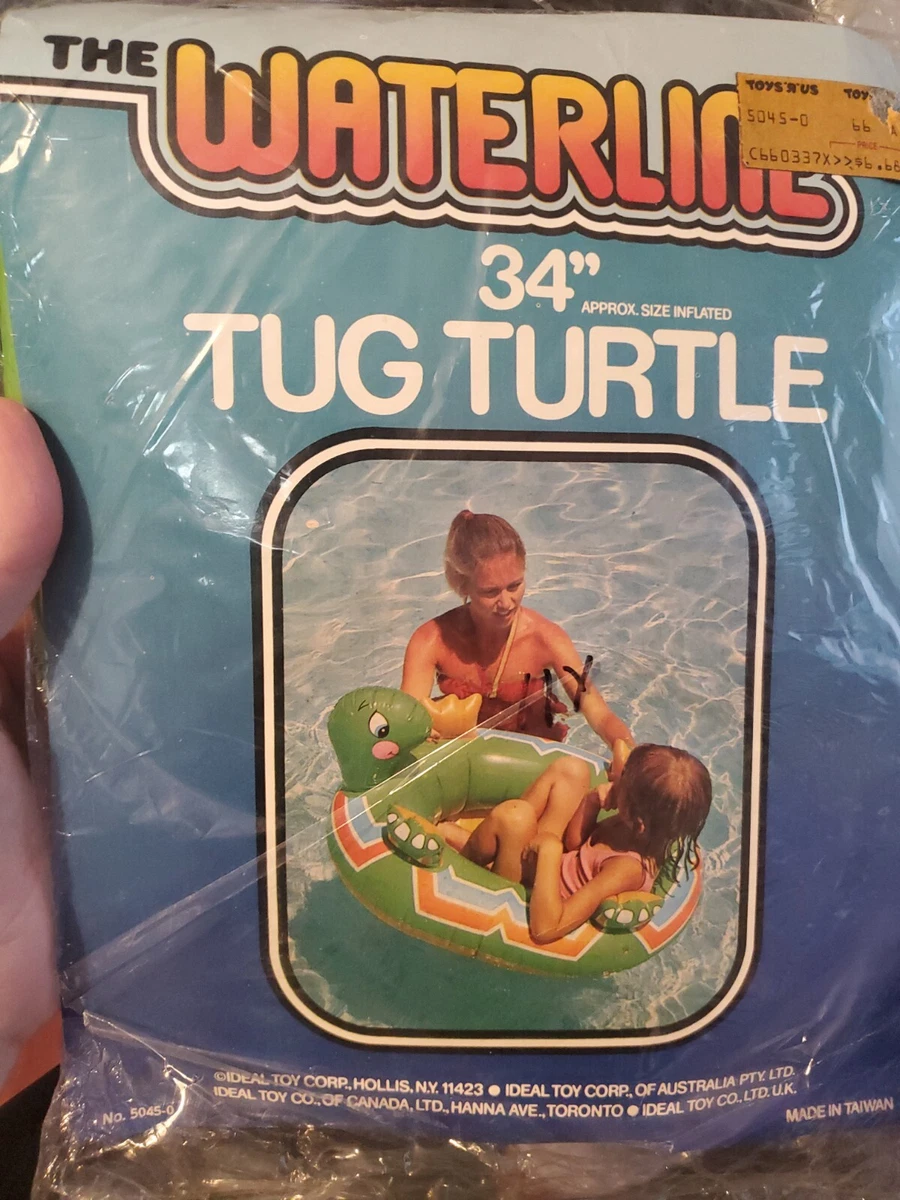 THE WATERLINE
TOYS"R"US TOY
5045-0 66 A
PRICE
C660337X>>$6.66
34”
APPROX. SIZE INFLATED
TUG TURTLE
©IDEAL TOY CORP., HOLLIS, N.Y. 11423 ● IDEAL TOY CORP., OF AUSTRALIA PTY. LTD.
IDEAL TOY CO., OF CANADA, LTD., HANNA AVE., TORONTO ● IDEAL TOY CO., LTD. U.K.
No. 5045-0
MADE IN TAIWAN